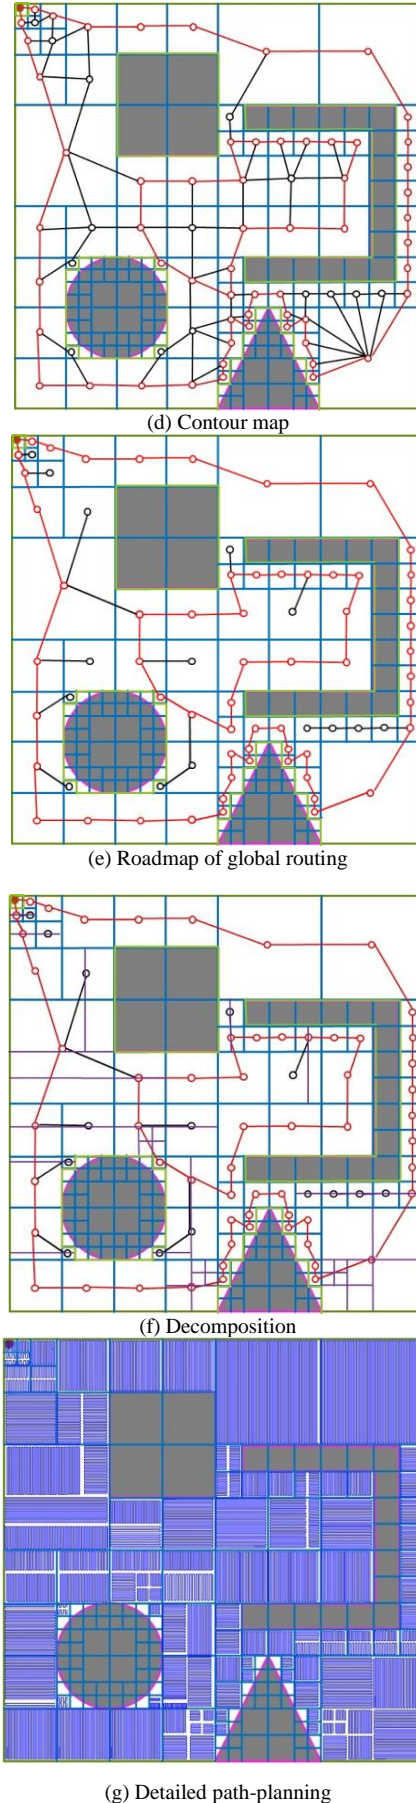 (d) Contour map
(e) Roadmap of global routing
(f) Decomposition
(g) Detailed path-planning